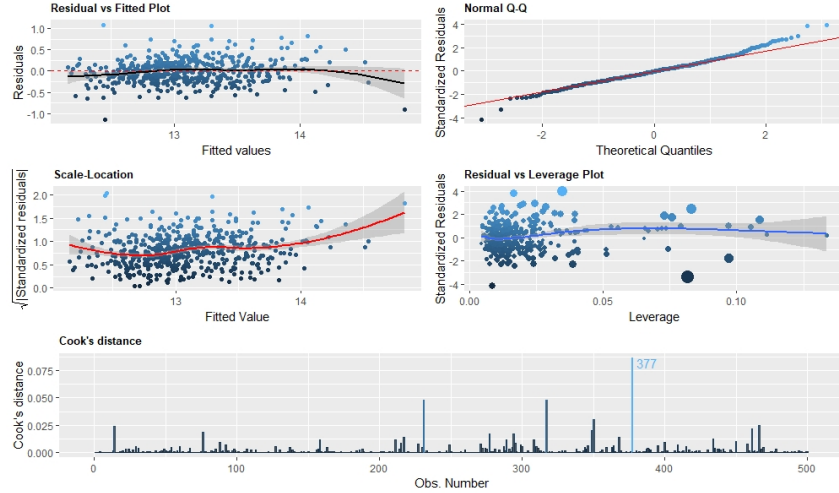 Residual vs Fitted Plot
Residuals
1.0
0.5
0.0
-0.5
-1.0
13
14
Fitted values
Normal Q-Q
Standardized Residuals
4
2
0
-2
-4
-2
0
2
Theoretical Quantiles
Scale-Location
√|Standardized residuals|
2.0
1.5
1.0
0.5
0.0
13
14
Fitted Value
Residual vs Leverage Plot
Standardized Residuals
4
2
0
-2
-4
0.00
0.05
0.10
Leverage
Cook's distance
Cook's distance
0.075
0.050
0.025
0.000
377
0
100
200
300
400
500
Obs. Number